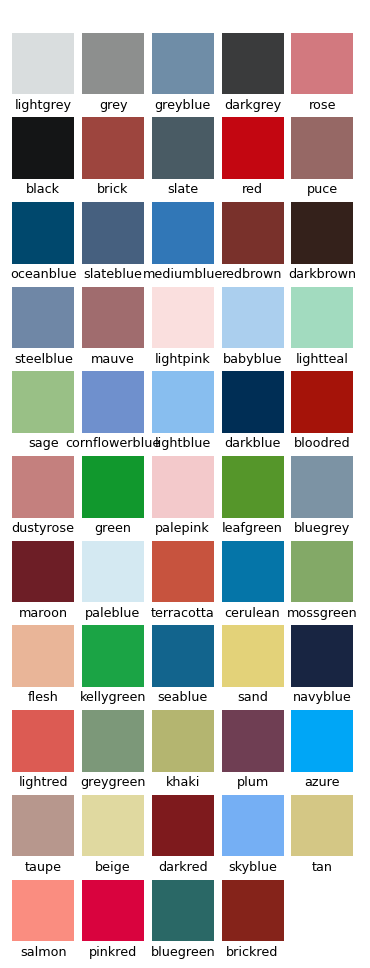 lightgrey grey greyblue darkgrey rose
black brick slate red puce
oceanblue slateblue mediumblue redbrown darkbrown
steelblue mauve lightpink babyblue lightteal
sage cornflowerblue lightblue darkblue bloodred
dustyrose green palepink leafgreen bluegrey
maroon paleblue terracotta cerulean mossgreen
flesh kellygreen seablue sand navyblue
lightred greygreen khaki plum azure
taupe beige darkred skyblue tan
salmon pinkred bluegreen brickred